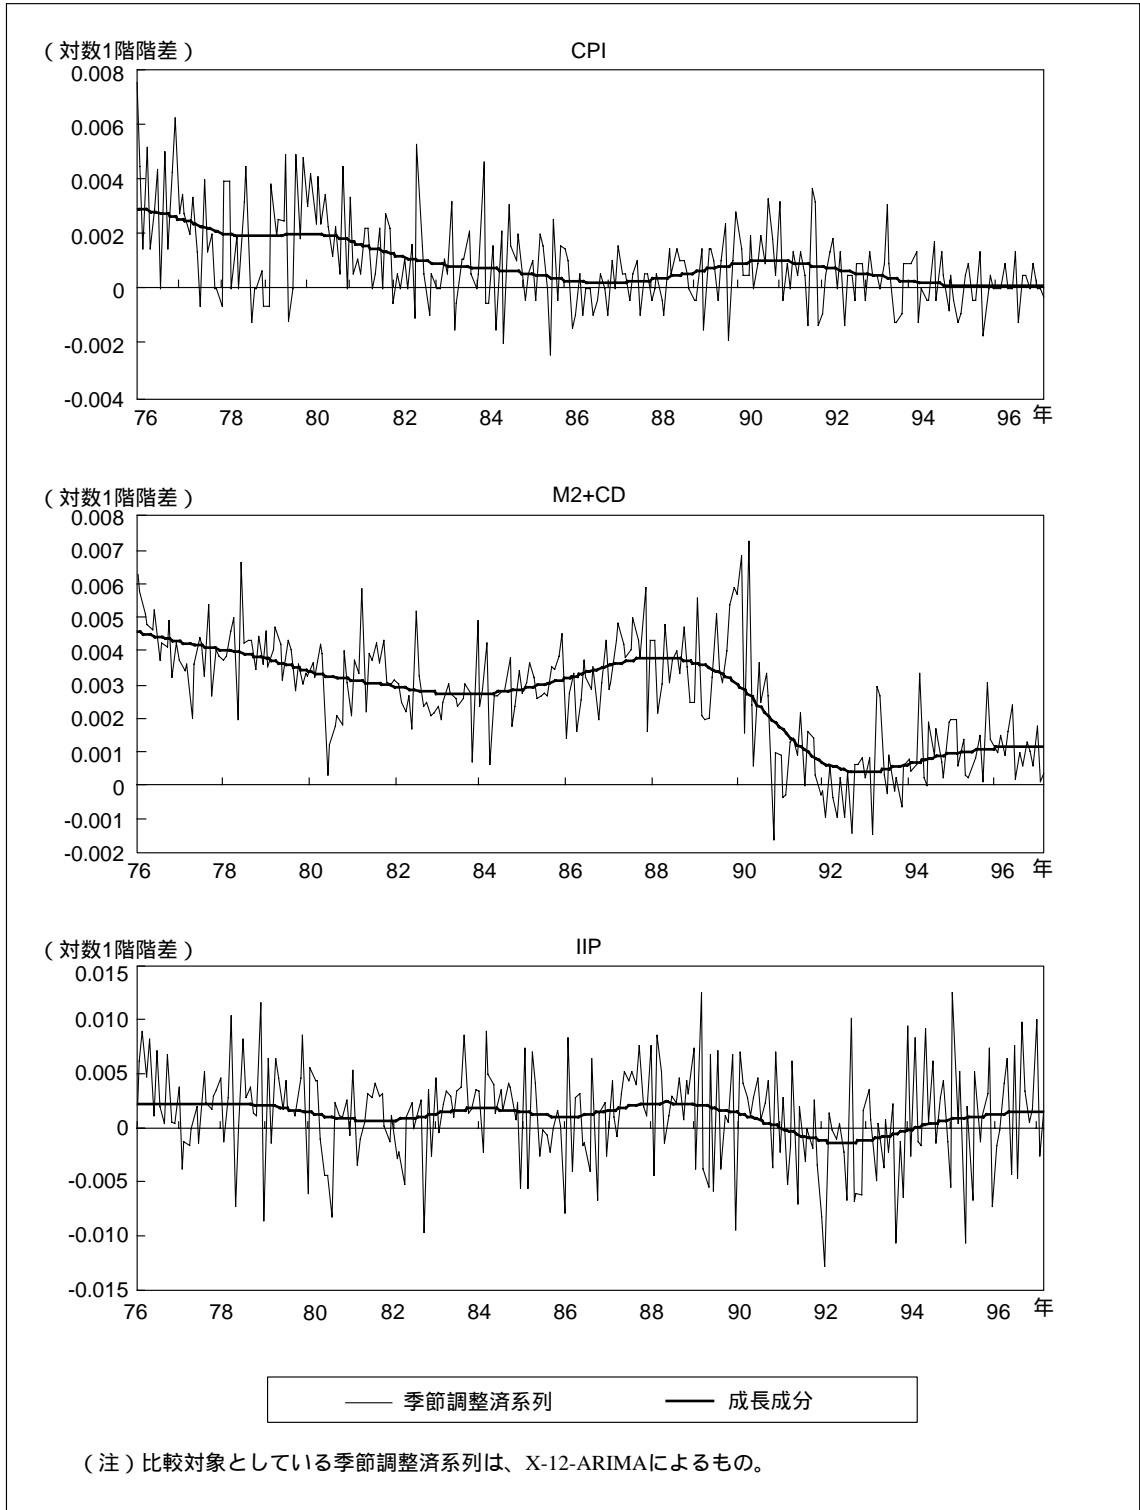 (対数1階階差)
CPI
0.008
0.006
0.004
0.002
0
-0.002
-0.004
76 78 80 82 84 86 88 90 92 94 96 年
(対数1階階差)
M2+CD
0.008
0.007
0.006
0.005
0.004
0.003
0.002
0.001
0
-0.001
-0.002
76 78 80 82 84 86 88 90 92 94 96 年
(対数1階階差)
IIP
0.015
0.010
0.005
0
-0.005
-0.010
-0.015
76 78 80 82 84 86 88 90 92 94 96 年
季節調整済系列 成長成分
(注)比較対象としている季節調整済系列は、X-12-ARIMAによるもの。